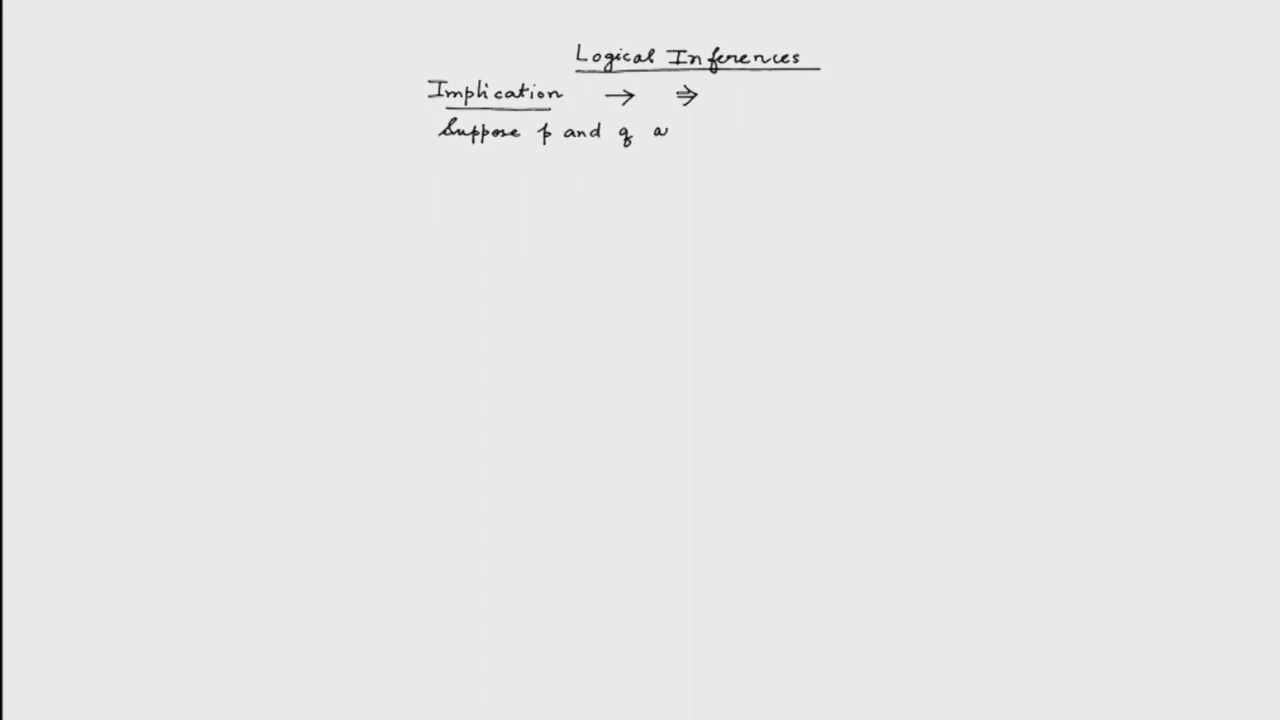 Logical Inferences
Implication → ⇒
Suppose p and q a